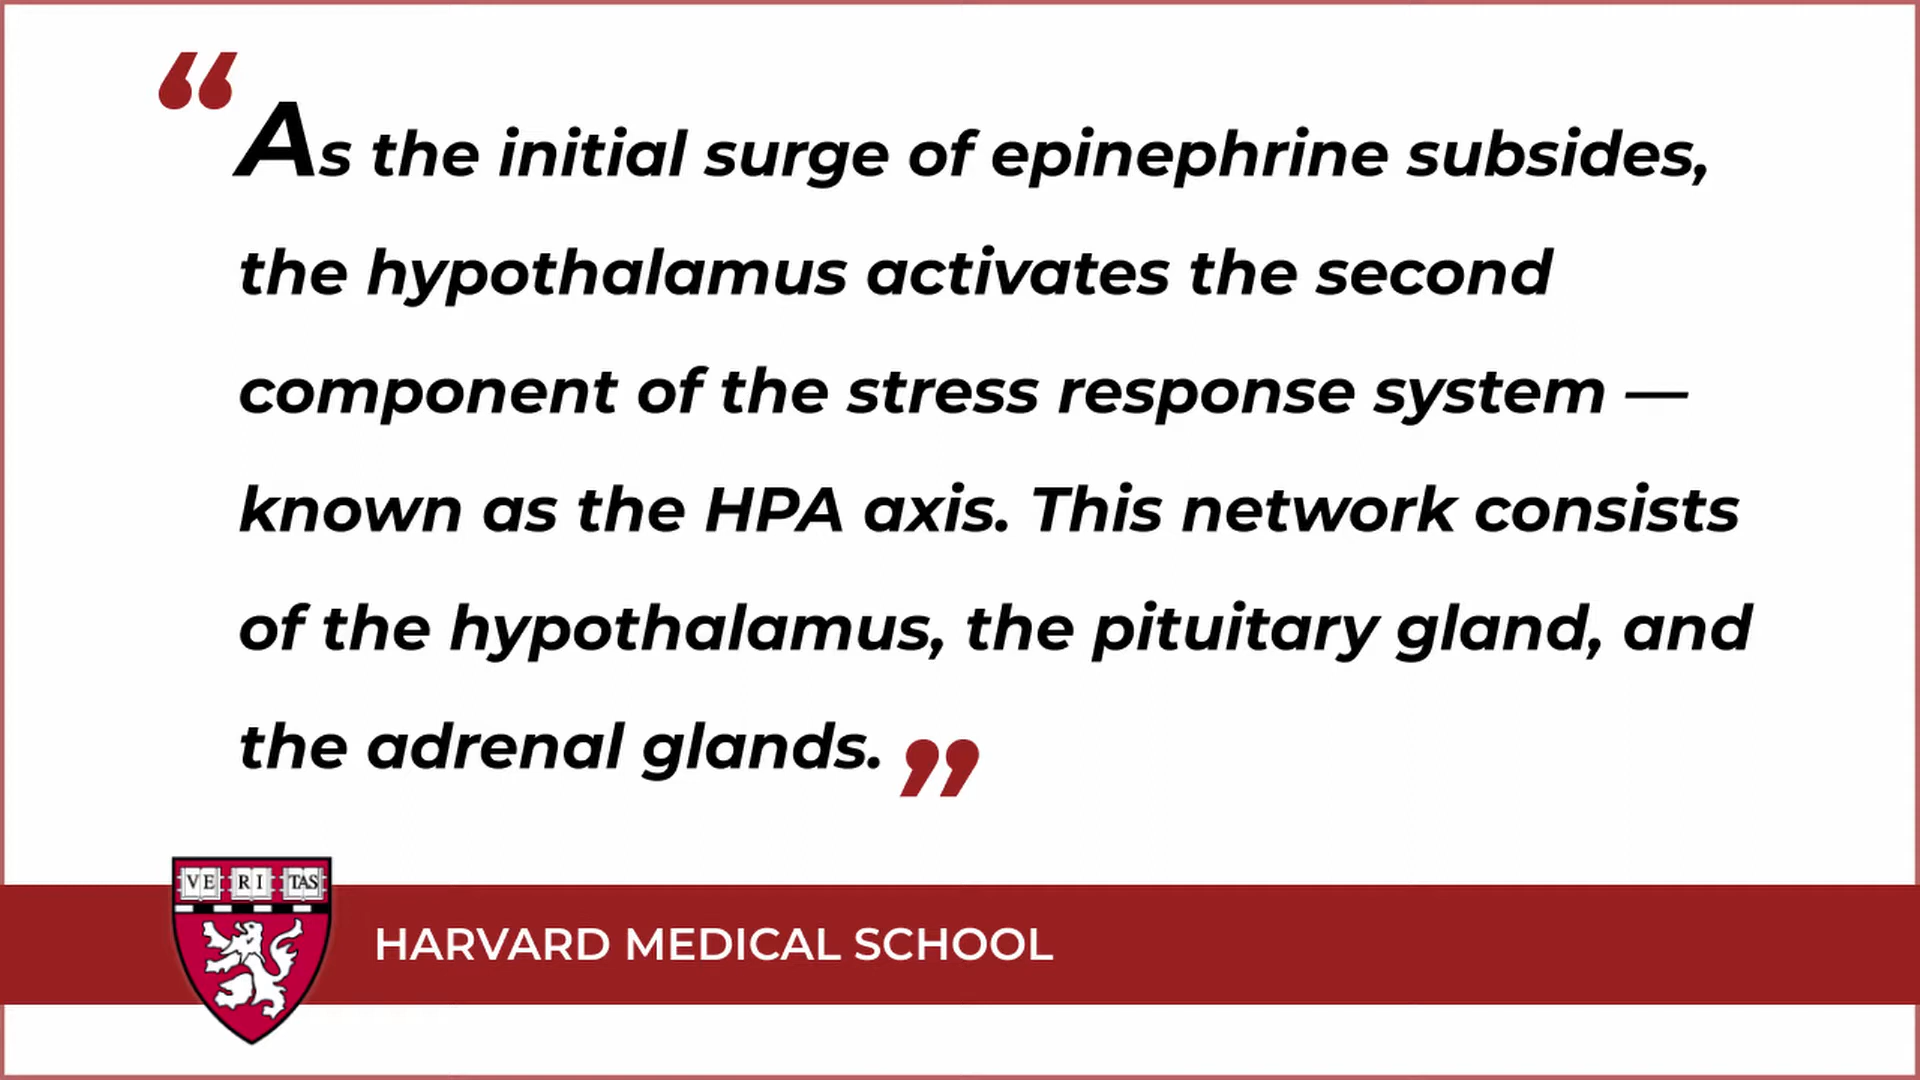 “As the initial surge of epinephrine subsides,
the hypothalamus activates the second
component of the stress response system —
known as the HPA axis. This network consists
of the hypothalamus, the pituitary gland, and
the adrenal glands.”
VE RI TAS
HARVARD MEDICAL SCHOOL